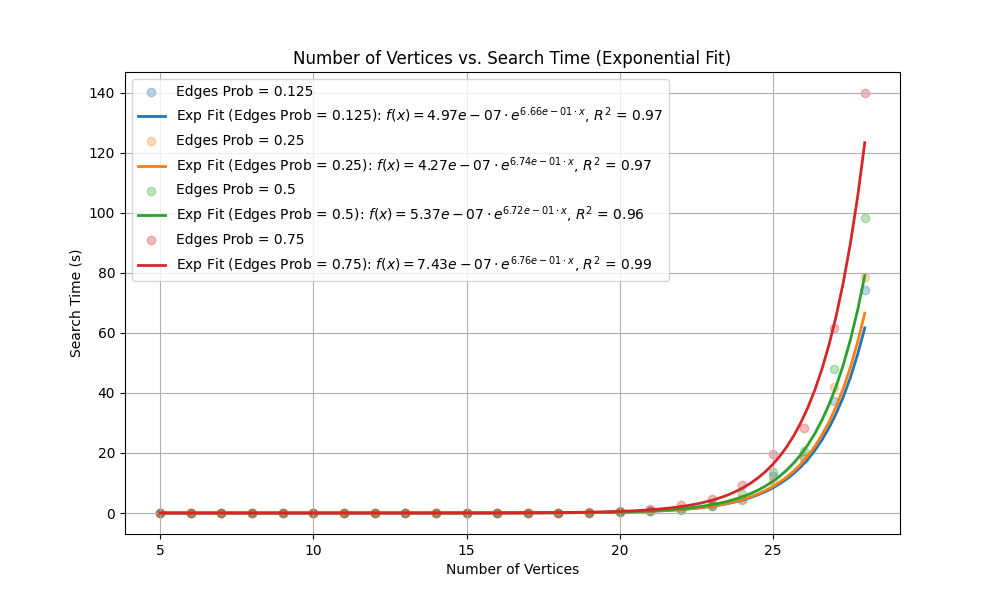 Number of Vertices vs. Search Time (Exponential Fit)
Edges Prob = 0.125
Exp Fit (Edges Prob = 0.125): f(x) = 4.97e − 07 · e^{6.66e−01·x}, R² = 0.97
Edges Prob = 0.25
Exp Fit (Edges Prob = 0.25): f(x) = 4.27e − 07 · e^{6.74e−01·x}, R² = 0.97
Edges Prob = 0.5
Exp Fit (Edges Prob = 0.5): f(x) = 5.37e − 07 · e^{6.72e−01·x}, R² = 0.96
Edges Prob = 0.75
Exp Fit (Edges Prob = 0.75): f(x) = 7.43e − 07 · e^{6.76e−01·x}, R² = 0.99
140
120
100
80
60
40
20
0
Search Time (s)
5 10 15 20 25
Number of Vertices